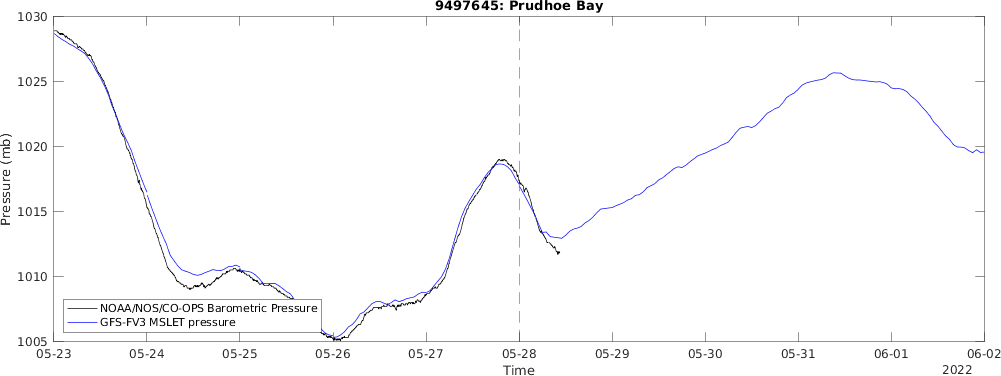 9497645: Prudhoe Bay
1030
1025
1020
1015
1010
1005
Pressure (mb)
NOAA/NOS/CO-OPS Barometric Pressure
GFS-FV3 MSLET pressure
05-23 05-24 05-25 05-26 05-27 05-28 05-29 05-30 05-31 06-01 06-02
Time
2022